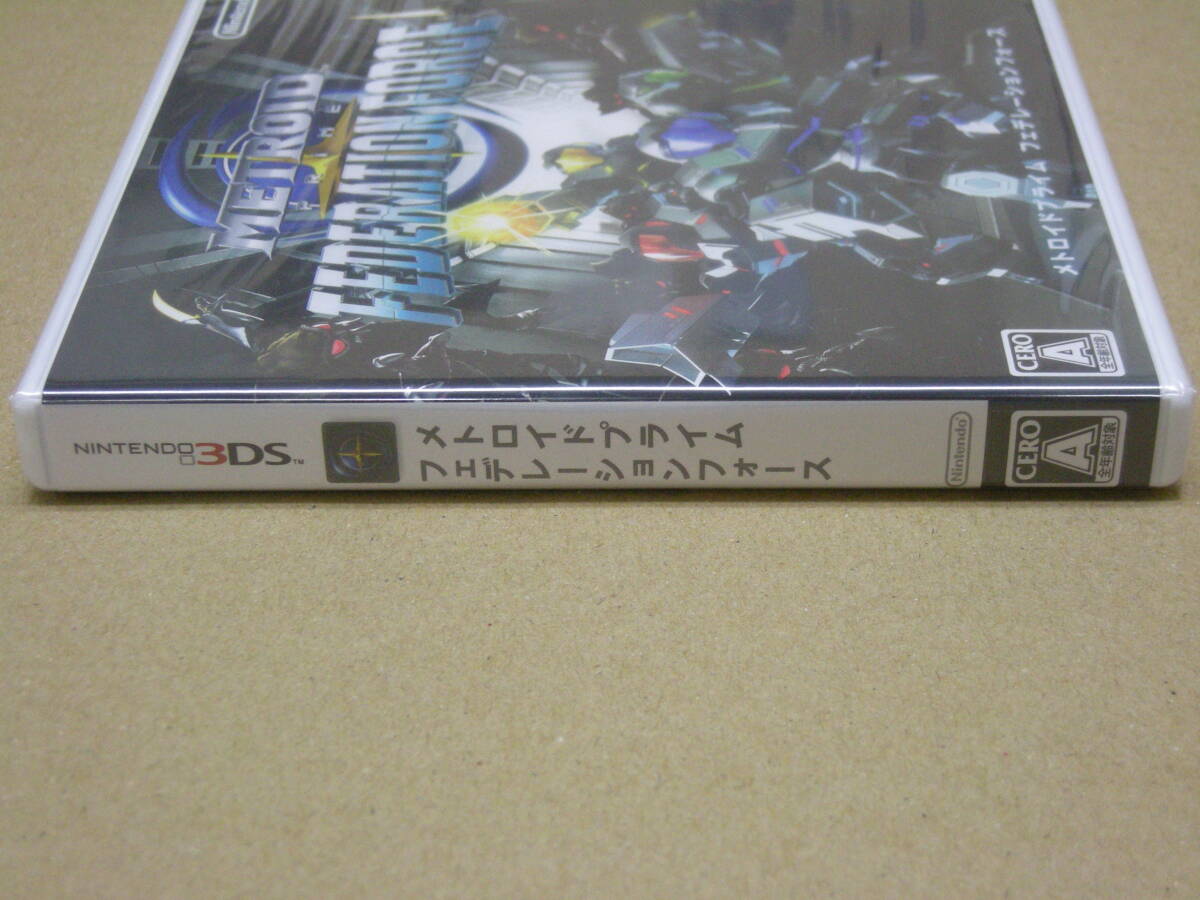 Nintendo
METROID
PRIME
FEDERATION FORCE
メトロイドプライム フェデレーションフォース
CERO
A
全年齢対象
NINTENDO 3DS™
メトロイドプライム
フェデレーションフォース
Nintendo
CERO
A
全年齢対象